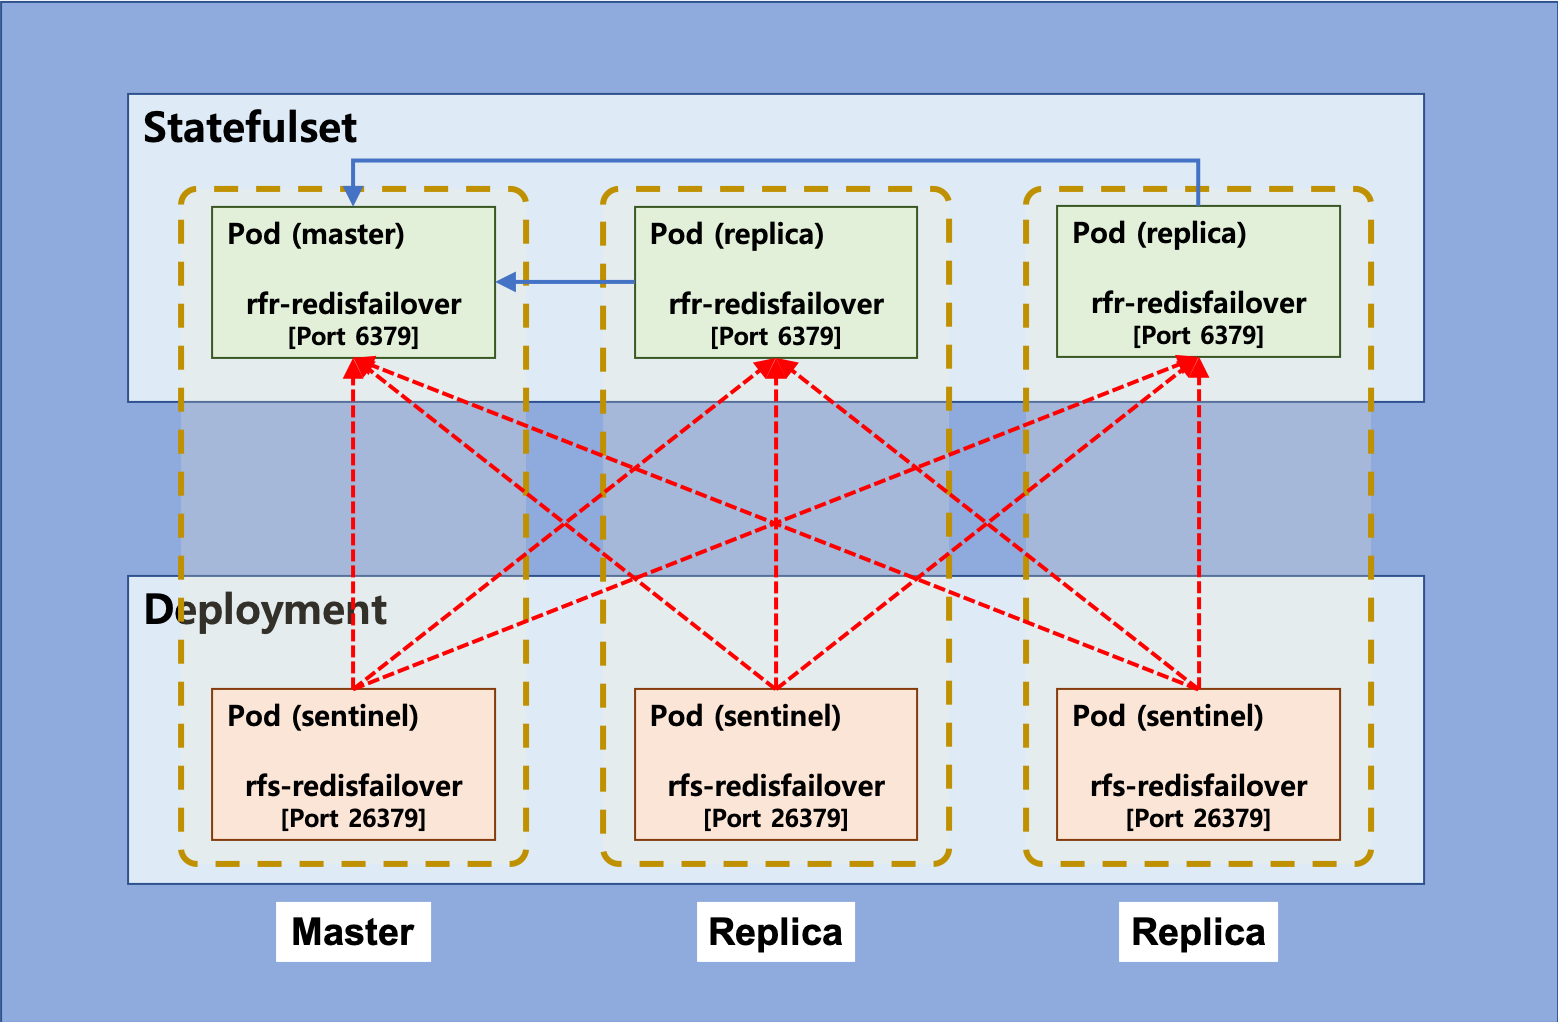 Statefulset
Pod (master)
rfr-redisfailover
[Port 6379]
Pod (replica)
rfr-redisfailover
[Port 6379]
Pod (replica)
rfr-redisfailover
[Port 6379]
Deployment
Pod (sentinel)
rfs-redisfailover
[Port 26379]
Pod (sentinel)
rfs-redisfailover
[Port 26379]
Pod (sentinel)
rfs-redisfailover
[Port 26379]
Master
Replica
Replica